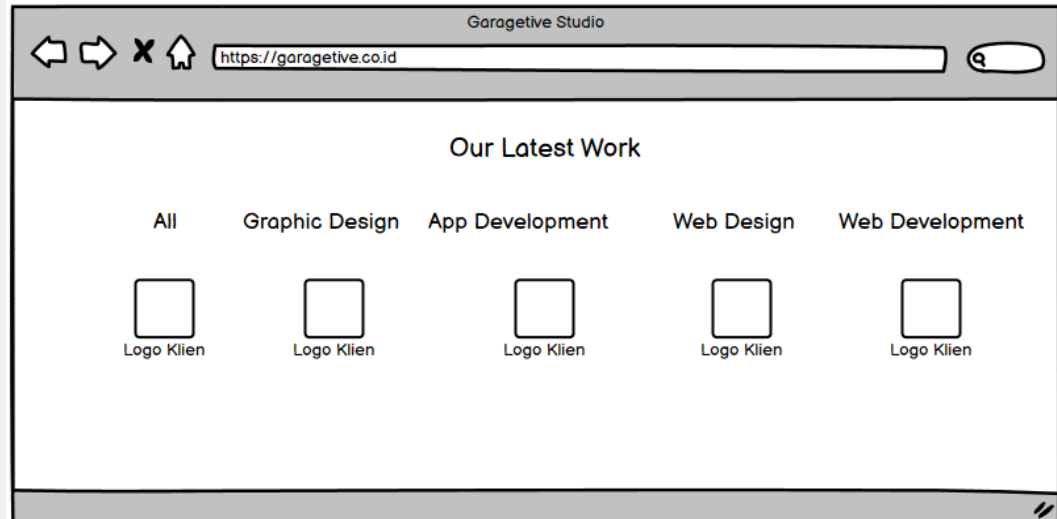 Garagetive Studio
https://garagetive.co.id
Our Latest Work
All Graphic Design App Development Web Design Web Development
Logo Klien Logo Klien Logo Klien Logo Klien Logo Klien